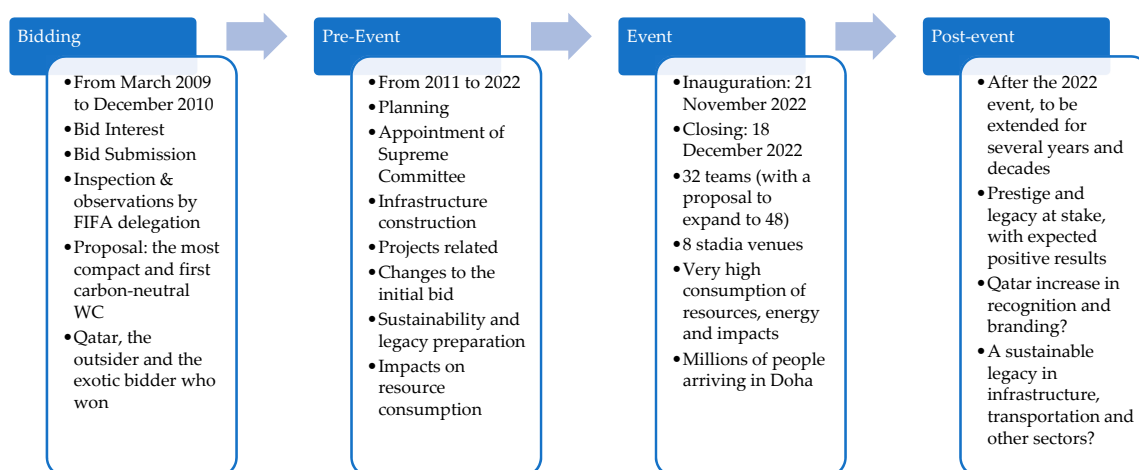 Bidding
•From March 2009
to December 2010
•Bid Interest
•Bid Submission
•Inspection &
observations by
FIFA delegation
•Proposal: the most
compact and first
carbon-neutral
WC
•Qatar, the
outsider and the
exotic bidder who
won
Pre-Event
•From 2011 to 2022
•Planning
•Appointment of
Supreme
Committee
•Infrastructure
construction
•Projects related
•Changes to the
initial bid
•Sustainability and
legacy preparation
•Impacts on
resource
consumption
Event
•Inauguration: 21
November 2022
•Closing: 18
December 2022
•32 teams (with a
proposal to
expand to 48)
•8 stadia venues
•Very high
consumption of
resources, energy
and impacts
•Millions of people
arriving in Doha
Post-event
•After the 2022
event, to be
extended for
several years and
decades
•Prestige and
legacy at stake,
with expected
positive results
•Qatar increase in
recognition and
branding?
•A sustainable
legacy in
infrastructure,
transportation and
other sectors?